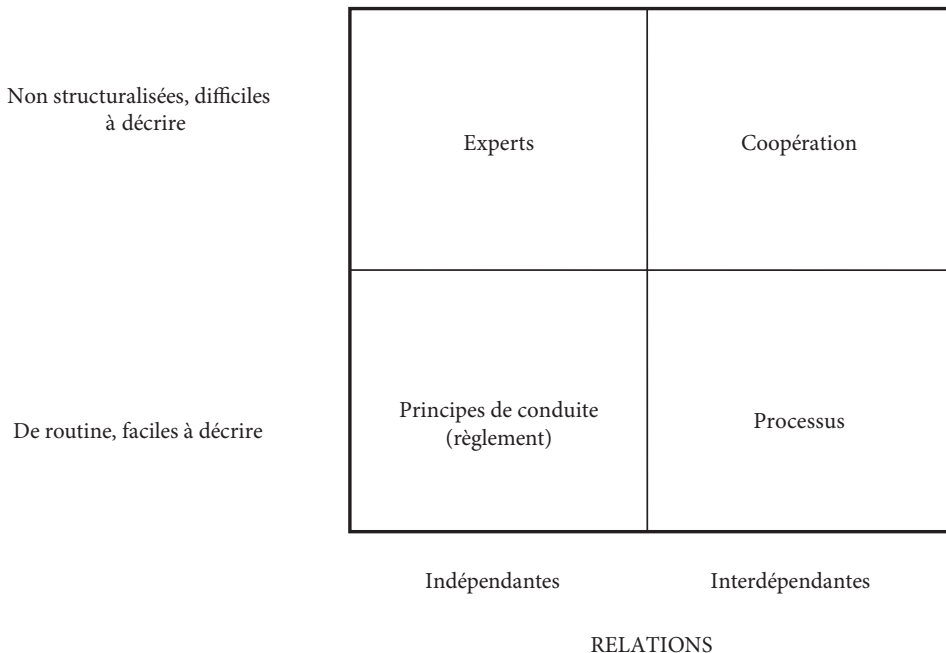 Non structuralisées, difficiles
à décrire
Experts
Coopération
De routine, faciles à décrire
Principes de conduite
(règlement)
Processus
Indépendantes
Interdépendantes
RELATIONS